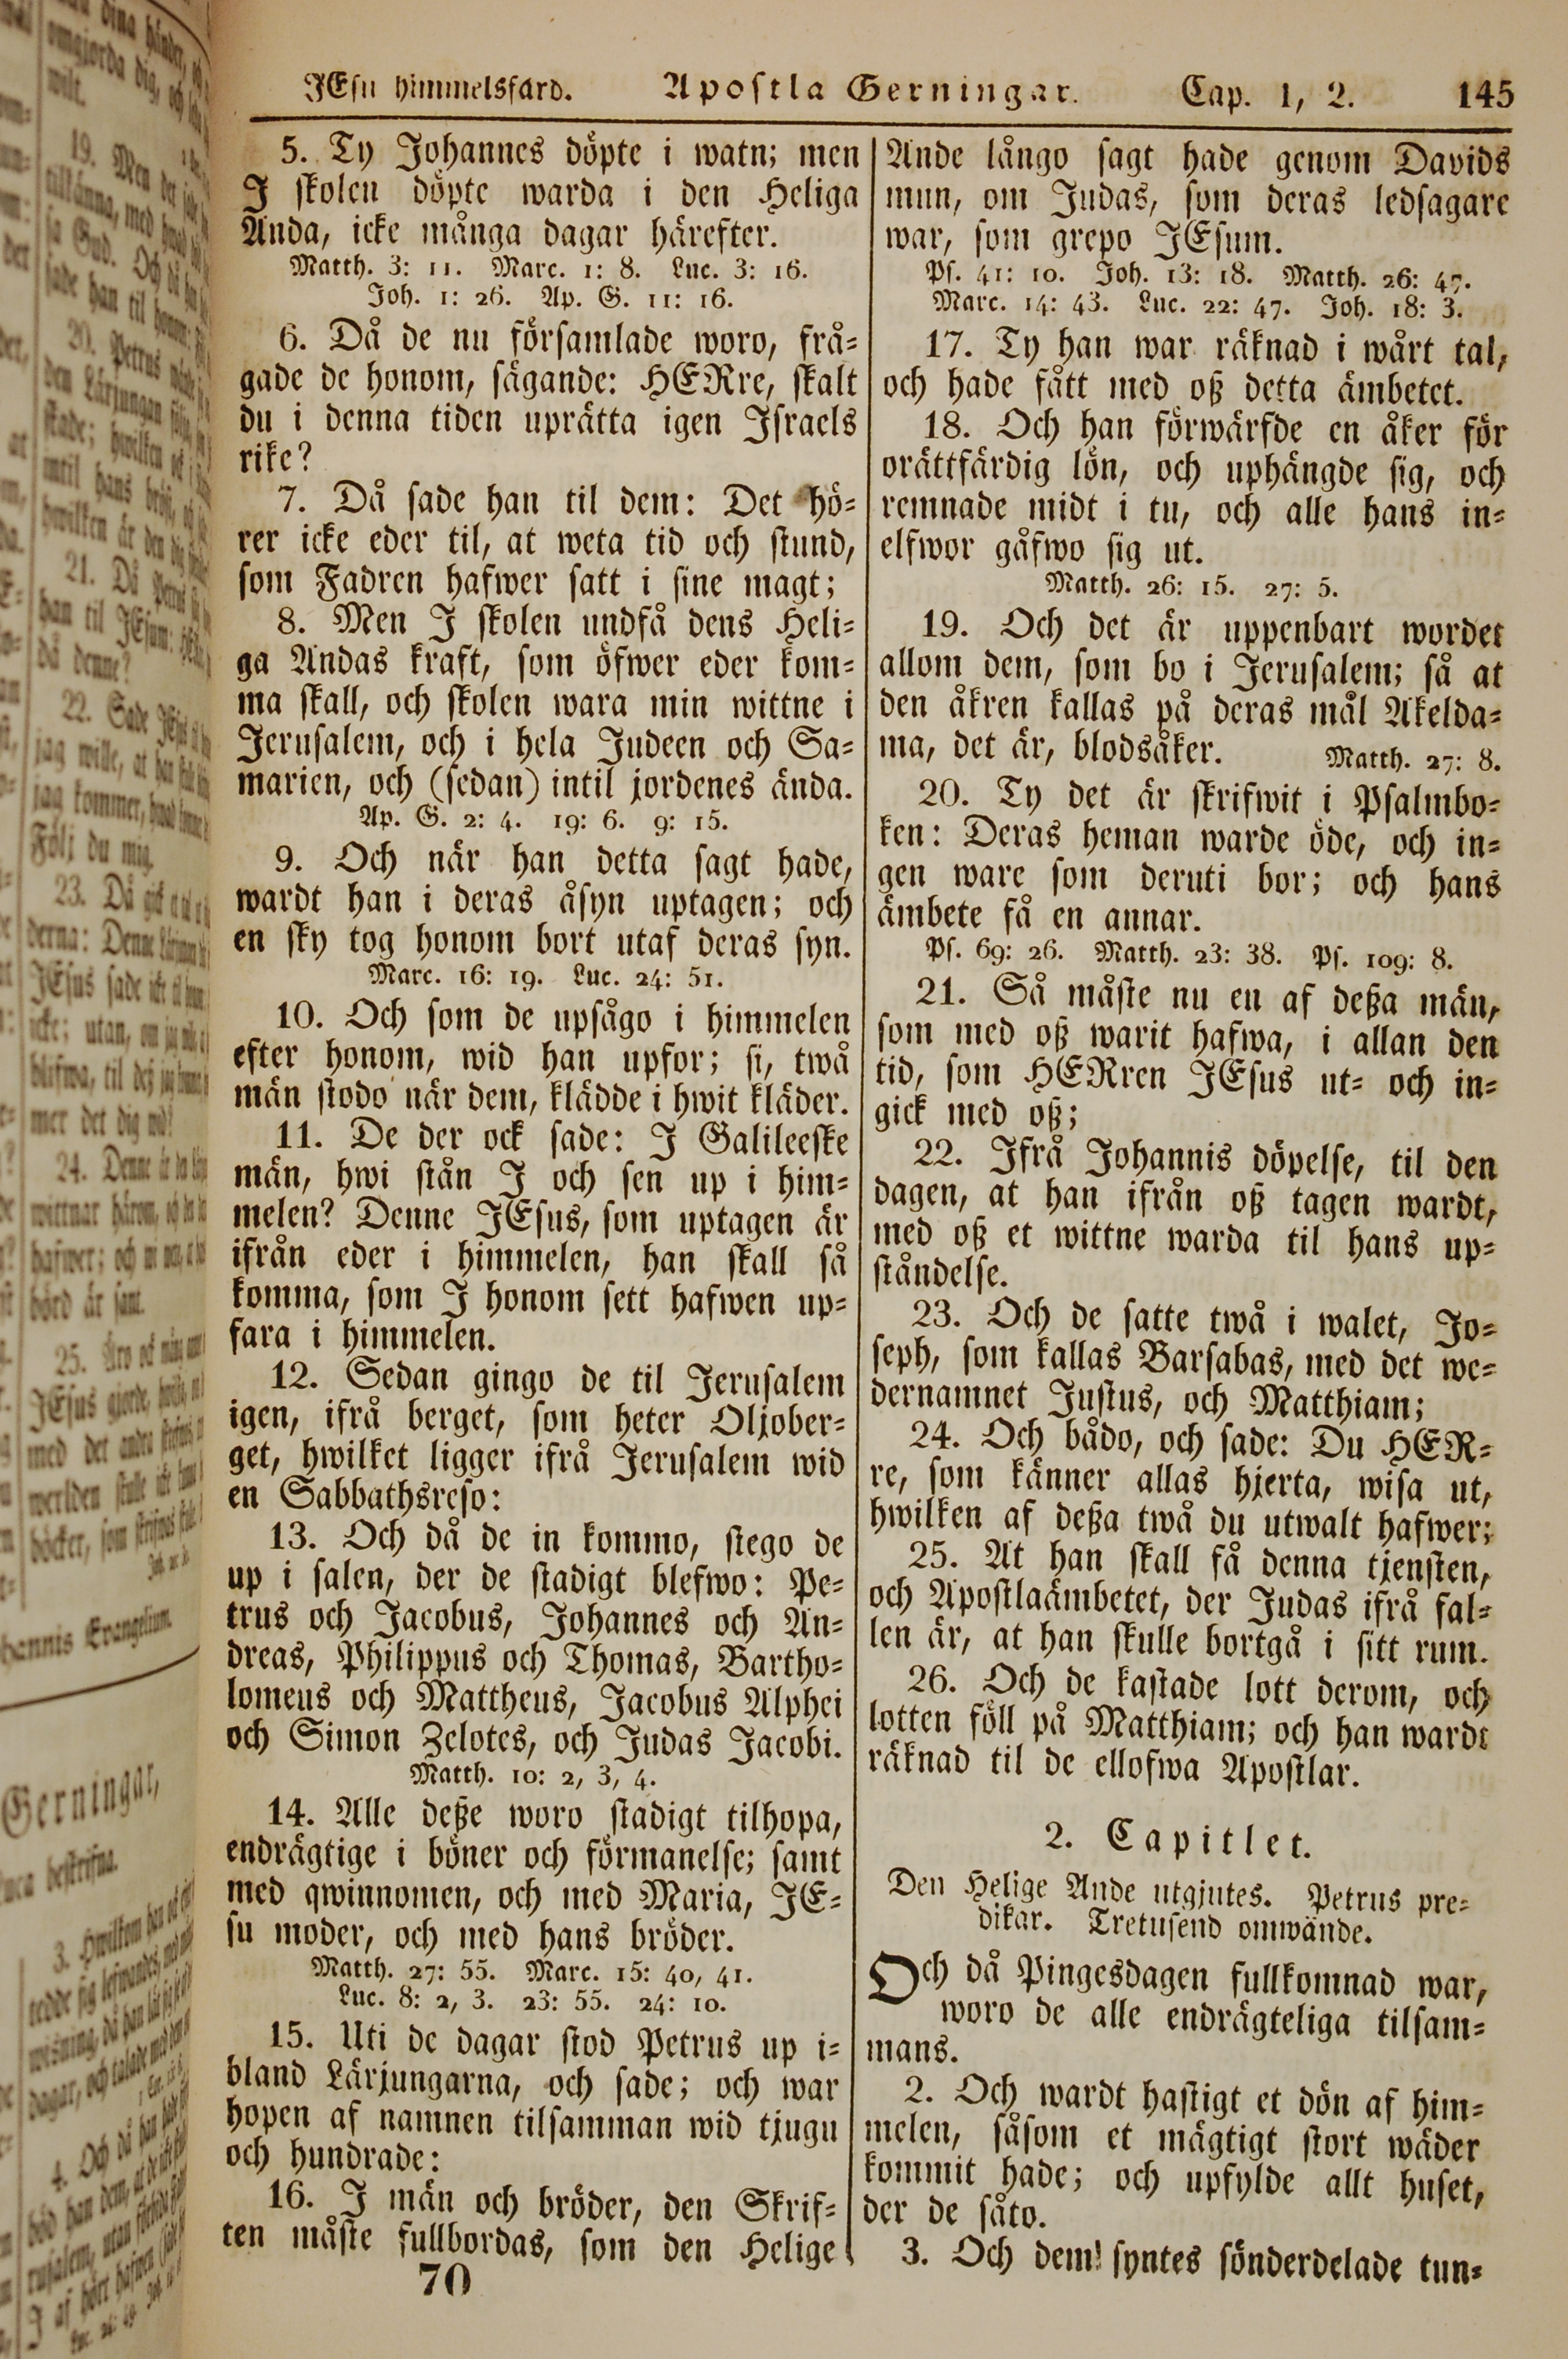 JEsu himmelsfärd. Apostla Gerningar. Cap. 1, 2. 145
5. Ty Johannes döpte i watn; men
I skolen döpte warda i den Heliga
Anda, icke många dagar härefter.
Matth. 3: 11. Marc. 1: 8. Luc. 3: 16.
Joh. 1: 26. Ap. G. 11: 16.
6. Då de nu församlade woro, frå-
gade de honom, sägande: HERre, skalt
du i denna tiden uprätta igen Israels
rike?
7. Då sade han til dem: Det hö-
rer icke eder til, at weta tid och stund,
som Fadren hafwer satt i sine magt;
8. Men I skolen undfå dens Heli-
ga Andas kraft, som öfwer eder kom-
ma skall, och skolen wara min wittne i
Jerusalem, och i hela Judeen och Sa-
marien, och (sedan) intil jordenes ända.
Ap. G. 2: 4. 19: 6. 9: 15.
9. Och när han detta sagt hade,
wardt han i deras åsyn uptagen; och
en sky tog honom bort utaf deras syn.
Marc. 16: 19. Luc. 24: 51.
10. Och som de upsågo i himmelen
efter honom, wid han upfor; si, twå
män stodo när dem, klädde i hwit kläder.
11. De der ock sade: I Galileeske
män, hwi stån I och sen up i him-
melen? Denne JEsus, som uptagen är
ifrån eder i himmelen, han skall så
komma, som I honom sett hafwen up-
fara i himmelen.
12. Sedan gingo de til Jerusalem
igen, ifrå berget, som heter Oljober-
get, hwilket ligger ifrå Jerusalem wid
en Sabbathsreso:
13. Och då de in kommo, stego de
up i salen, der de stadigt blefwo: Pe-
trus och Jacobus, Johannes och An-
dreas, Philippus och Thomas, Bartho-
lomeus och Mattheus, Jacobus Alphei
och Simon Zelotes, och Judas Jacobi.
Matth. 10: 2, 3, 4.
14. Alle deße woro stadigt tilhopa,
endrägtige i böner och förmanelse; samt
med qwinnomen, och med Maria, JE-
su moder, och med hans bröder.
Matth. 27: 55. Marc. 15: 40, 41.
Luc. 8: 2, 3. 23: 55. 24: 10.
15. Uti de dagar stod Petrus up i-
bland Lärjungarna, och sade; och war
hopen af namnen tilsamman wid tjugu
och hundrade:
16. I män och bröder, den Skrif-
ten måste fullbordas, som den Helige
70
Ande långo sagt hade genom Davids
mun, om Judas, som deras ledsagare
war, som grepo JEsum.
Ps. 41: 10. Joh. 13: 18. Matth. 26: 47.
Marc. 14: 43. Luc. 22: 47. Joh. 18: 3.
17. Ty han war räknad i wårt tal,
och hade fått med oß detta ämbetet.
18. Och han förwärfde en åker för
orättfärdig lön, och uphängde sig, och
remnade midt i tu, och alle hans in-
elfwor gåfwo sig ut.
Matth. 26: 15. 27: 5.
19. Och det är uppenbart wordet
allom dem, som bo i Jerusalem; så at
den åkren kallas på deras mål Akelda-
ma, det är, blodsåker. Matth. 27: 8.
20. Ty det är skrifwit i Psalmbo-
ken: Deras heman warde öde, och in-
gen ware som deruti bor; och hans
ämbete få en annar.
Ps. 69: 26. Matth. 23: 38. Ps. 109: 8.
21. Så måste nu en af deßa män,
som med oß warit hafwa, i allan den
tid, som HERren JEsus ut- och in-
gick med oß;
22. Ifrå Johannis döpelse, til den
dagen, at han ifrån oß tagen wardt,
med oß et wittne warda til hans up-
ståndelse.
23. Och de satte twå i walet, Jo-
seph, som kallas Barsabas, med det we-
dernamnet Justus, och Matthiam;
24. Och bådo, och sade: Du HER-
re, som känner allas hjerta, wisa ut,
hwilken af deßa twå du utwalt hafwer;
25. At han skall få denna tjensten,
och Apostlaämbetet, der Judas ifrå fal-
len är, at han skulle bortgå i sitt rum.
26. Och de kastade lott derom, och
lotten föll på Matthiam; och han wardt
räknad til de ellofwa Apostlar.
2. Capitlet.
Den Helige Ande utgjutes. Petrus pre-
dikar. Tretusend omwände.
Och då Pingesdagen fullkomnad war,
woro de alle endrägteliga tilsam-
mans.
2. Och wardt hastigt et dön af him-
melen, såsom et mägtigt stort wäder
kommit hade; och upfylde allt huset,
der de såto.
3. Och dem syntes sönderdelade tun-